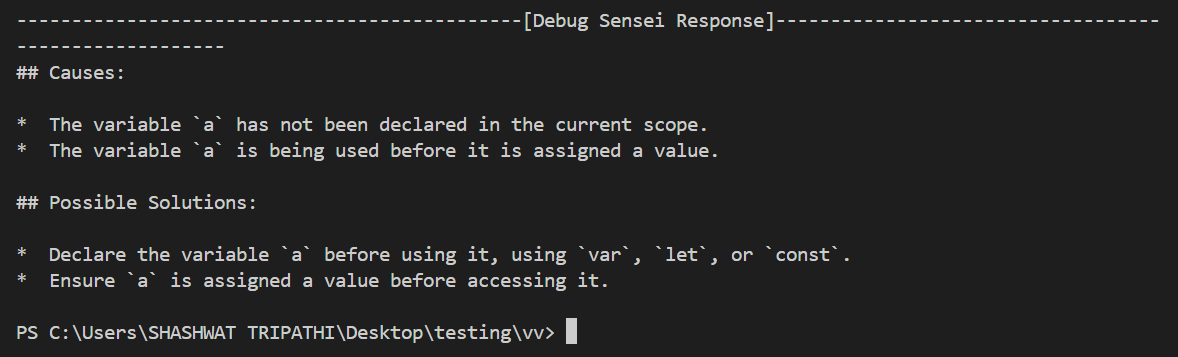 ----------------------------------------------[Debug Sensei Response]-----------------------------------
-------------------
## Causes:
*  The variable `a` has not been declared in the current scope.
*  The variable `a` is being used before it is assigned a value.
## Possible Solutions:
*  Declare the variable `a` before using it, using `var`, `let`, or `const`.
*  Ensure `a` is assigned a value before accessing it.
PS C:\Users\SHASHWAT TRIPATHI\Desktop\testing\vv>